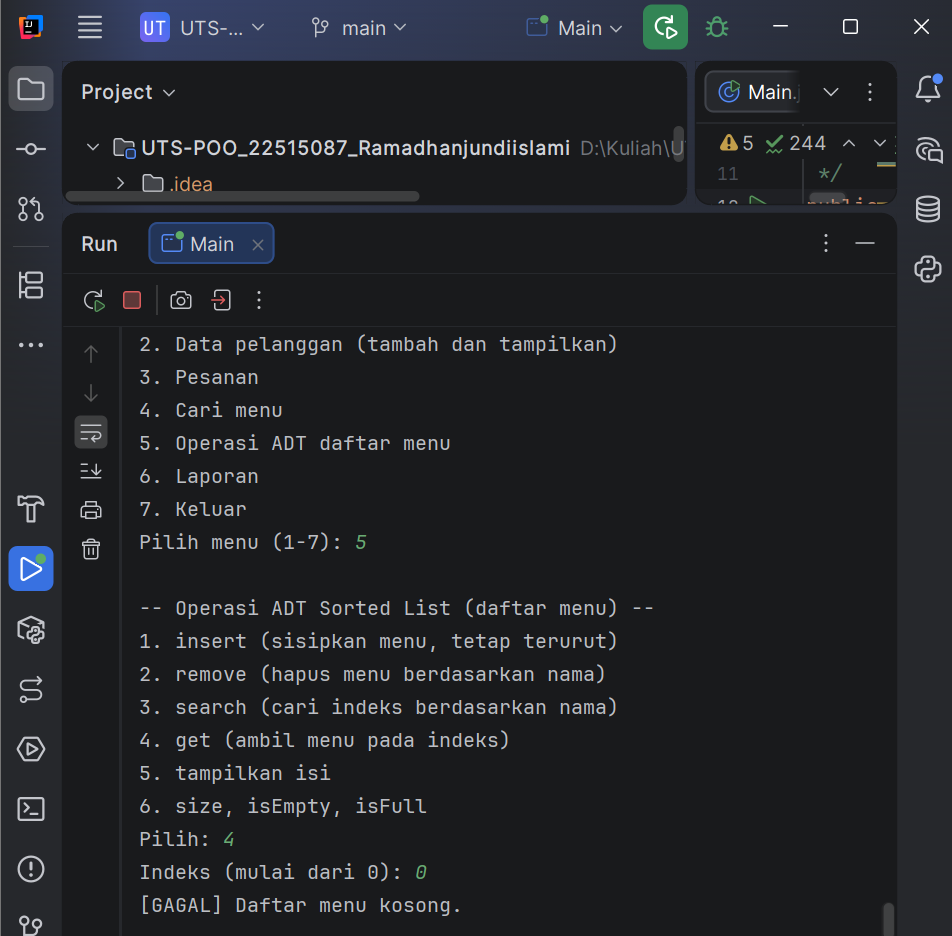 UT UTS-... main Main
Project
Main.j
UTS-POO_22515087_Ramadhanjundiislami D:\Kuliah\U
5 244
.idea
11 */
Run Main
2. Data pelanggan (tambah dan tampilkan)
3. Pesanan
4. Cari menu
5. Operasi ADT daftar menu
6. Laporan
7. Keluar
Pilih menu (1-7): 5
-- Operasi ADT Sorted List (daftar menu) --
1. insert (sisipkan menu, tetap terurut)
2. remove (hapus menu berdasarkan nama)
3. search (cari indeks berdasarkan nama)
4. get (ambil menu pada indeks)
5. tampilkan isi
6. size, isEmpty, isFull
Pilih: 4
Indeks (mulai dari 0): 0
[GAGAL] Daftar menu kosong.